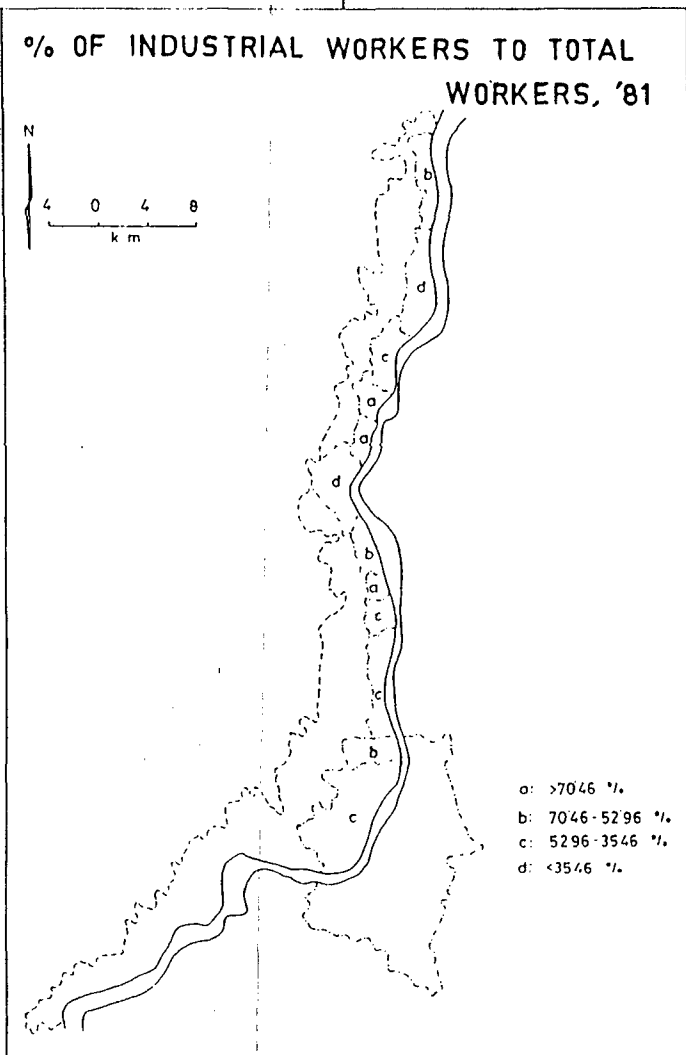 % OF INDUSTRIAL WORKERS TO TOTAL
WORKERS, '81
N
4 0 4 8
km
b
d
c
a
a
d
b
a
c
c
b
c
a: >70·46 %
b: 70·46-52·96 %
c: 52·96-35·46 %
d: <35·46 %